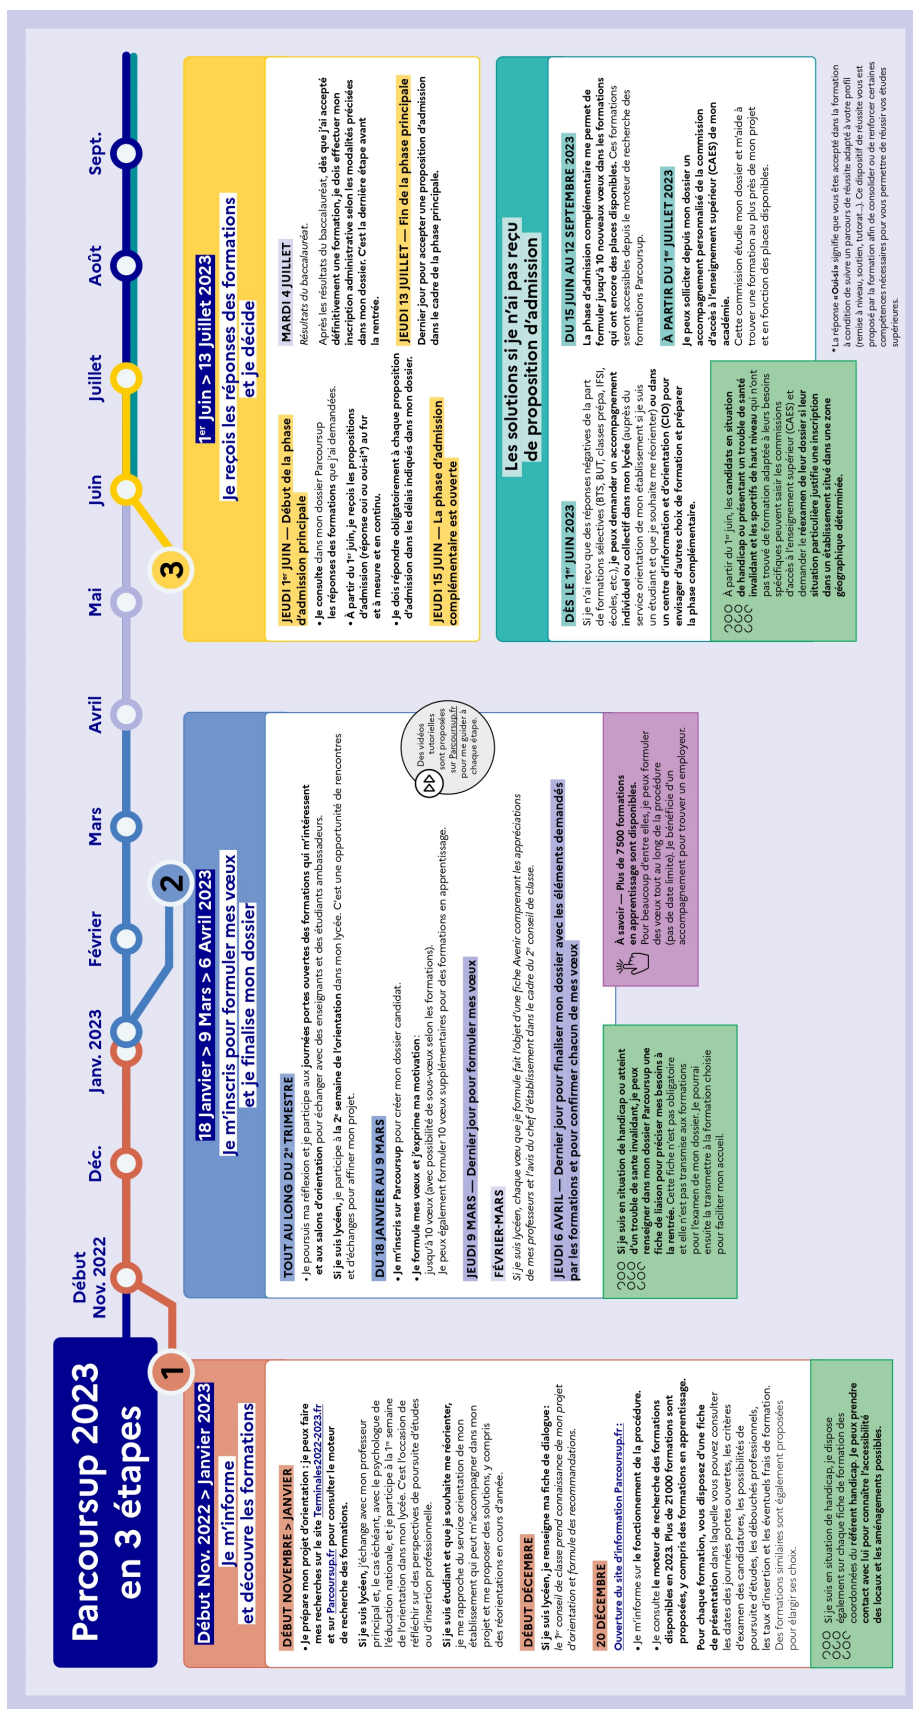 Parcoursup 2023
en 3 étapes
Début
Nov. 2022
Déc.
Janv. 2023
Février
Mars
Avril
Mai
Juin
Juillet
Août
Sept.
1
Début Nov. 2022 > Janvier 2023
Je m’informe
et découvre les formations
DÉBUT NOVEMBRE > JANVIER
• Je prépare mon projet d’orientation : je peux faire
mes recherches sur le site Terminales2022-2023.fr
et sur Parcoursup.fr pour consulter le moteur
de recherche des formations.
Si je suis lycéen, j’échange avec mon professeur
principal et, le cas échéant, avec le psychologue de
l’éducation nationale, et je participe à la 1re semaine
de l’orientation dans mon lycée. C’est l’occasion de
réfléchir sur des perspectives de poursuite d’études
ou d’insertion professionnelle.
Si je suis étudiant et que je souhaite me réorienter,
je me rapproche du service orientation de mon
établissement qui peut m’accompagner dans mon
projet et me proposer des solutions, y compris
des réorientations en cours d’année.
DÉBUT DÉCEMBRE
Si je suis lycéen, je renseigne ma fiche de dialogue :
le 1er conseil de classe prend connaissance de mon projet
d’orientation et formule des recommandations.
20 DÉCEMBRE
Ouverture du site d’information Parcoursup.fr :
• Je m’informe sur le fonctionnement de la procédure.
• Je consulte le moteur de recherche des formations
disponibles en 2023. Plus de 21 000 formations sont
proposées, y compris des formations en apprentissage.
Pour chaque formation, vous disposez d’une fiche
de présentation dans laquelle vous pouvez consulter
les dates des journées portes ouvertes, les critères
d’examen des candidatures, les possibilités de
poursuite d’études, les débouchés professionnels,
les taux d’insertion et les éventuels frais de formation.
Des formations similaires sont également proposées
pour élargir ses choix.
Si je suis en situation de handicap, je dispose
également sur chaque fiche de formation des
coordonnées du référent handicap. Je peux prendre
contact avec lui pour connaître l’accessibilité
des locaux et les aménagements possibles.
2
18 Janvier > 9 Mars > 6 Avril 2023
Je m’inscris pour formuler mes vœux
et je finalise mon dossier
TOUT AU LONG DU 2e TRIMESTRE
• Je poursuis ma réflexion et je participe aux journées portes ouvertes des formations qui m’intéressent
et aux salons d’orientation pour échanger avec des enseignants et des étudiants ambassadeurs.
Si je suis lycéen, je participe à la 2e semaine de l’orientation dans mon lycée. C’est une opportunité de rencontres
et d’échanges pour affiner mon projet.
DU 18 JANVIER AU 9 MARS
• Je m’inscris sur Parcoursup pour créer mon dossier candidat.
• Je formule mes vœux et j’exprime ma motivation :
jusqu’à 10 vœux (avec possibilité de sous-vœux selon les formations).
Je peux également formuler 10 vœux supplémentaires pour des formations en apprentissage.
JEUDI 9 MARS — Dernier jour pour formuler mes vœux
FÉVRIER-MARS
Si je suis lycéen, chaque vœu que je formule fait l’objet d’une fiche Avenir comprenant les appréciations
de mes professeurs et l’avis du chef d’établissement dans le cadre du 2e conseil de classe.
JEUDI 6 AVRIL — Dernier jour pour finaliser mon dossier avec les éléments demandés
par les formations et pour confirmer chacun de mes vœux
Des vidéos
tutorielles
sont proposées
sur Parcoursup.fr
pour me guider à
chaque étape.
Si je suis en situation de handicap ou atteint
d’un trouble de santé invalidant, je peux
renseigner dans mon dossier Parcoursup une
fiche de liaison pour préciser mes besoins à
la rentrée. Cette fiche n’est pas obligatoire
et elle n’est pas transmise aux formations
pour l’examen de mon dossier. Je pourrai
ensuite la transmettre à la formation choisie
pour faciliter mon accueil.
À savoir — Plus de 7 500 formations
en apprentissage sont disponibles.
Pour beaucoup d’entre elles, je peux formuler
des vœux tout au long de la procédure
(pas de date limite). Je bénéficie d’un
accompagnement pour trouver un employeur.
3
1er Juin > 13 Juillet 2023
Je reçois les réponses des formations
et je décide
JEUDI 1er JUIN — Début de la phase
d’admission principale
• Je consulte dans mon dossier Parcoursup
les réponses des formations que j’ai demandées.
• À partir du 1er juin, je reçois les propositions
d’admission (réponse oui ou oui-si*) au fur
et à mesure et en continu.
• Je dois répondre obligatoirement à chaque proposition
d’admission dans les délais indiqués dans mon dossier.
JEUDI 15 JUIN — La phase d’admission
complémentaire est ouverte
MARDI 4 JUILLET
Résultats du baccalauréat.
Après les résultats du baccalauréat, dès que j’ai accepté
définitivement une formation, je dois effectuer mon
inscription administrative selon les modalités précisées
dans mon dossier. C’est la dernière étape avant
la rentrée.
JEUDI 13 JUILLET — Fin de la phase principale
Dernier jour pour accepter une proposition d’admission
dans le cadre de la phase principale.
Les solutions si je n’ai pas reçu
de proposition d’admission
DÈS LE 1er JUIN 2023
Si je n’ai reçu que des réponses négatives de la part
de formations sélectives (BTS, BUT, classes prépa, IFSI,
écoles, etc.), je peux demander un accompagnement
individuel ou collectif dans mon lycée (auprès du
service orientation de mon établissement si je suis
un étudiant et que je souhaite me réorienter) ou dans
un centre d’information et d’orientation (CIO) pour
envisager d’autres choix de formation et préparer
la phase complémentaire.
DU 15 JUIN AU 12 SEPTEMBRE 2023
La phase d’admission complémentaire me permet de
formuler jusqu’à 10 nouveaux vœux dans les formations
qui ont encore des places disponibles. Ces formations
seront accessibles depuis le moteur de recherche des
formations Parcoursup.
À PARTIR DU 1er JUILLET 2023
Je peux solliciter depuis mon dossier un
accompagnement personnalisé de la commission
d’accès à l’enseignement supérieur (CAES) de mon
académie.
Cette commission étudie mon dossier et m’aide à
trouver une formation au plus près de mon projet
et en fonction des places disponibles.
À partir du 1er juin, les candidats en situation
de handicap ou présentant un trouble de santé
invalidant et les sportifs de haut niveau qui n’ont
pas trouvé de formation adaptée à leurs besoins
spécifiques peuvent saisir les commissions
d’accès à l’enseignement supérieur (CAES) et
demander le réexamen de leur dossier si leur
situation particulière justifie une inscription
dans un établissement situé dans une zone
géographique déterminée.
* La réponse «Oui-si» signifie que vous êtes accepté dans la formation
à condition de suivre un parcours de réussite adapté à votre profil
(remise à niveau, soutien, tutorat...). Ce dispositif de réussite vous est
proposé par la formation afin de consolider ou de renforcer certaines
compétences nécessaires pour vous permettre de réussir vos études
supérieures.